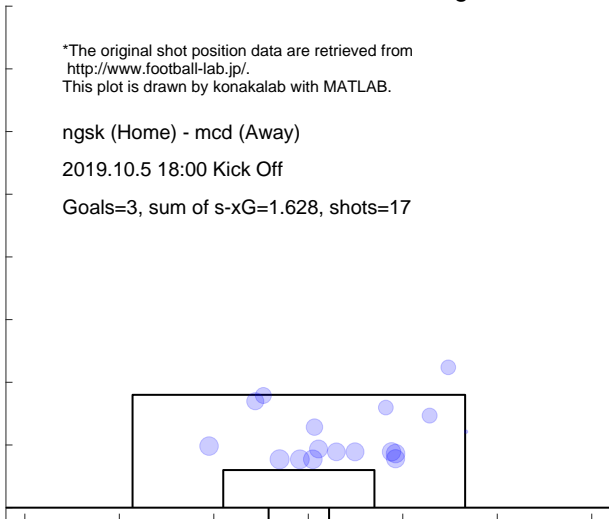 *The original shot position data are retrieved from
http://www.football-lab.jp/.
This plot is drawn by konakalab with MATLAB.
ngsk (Home) - mcd (Away)
2019.10.5 18:00 Kick Off
Goals=3, sum of s-xG=1.628, shots=17